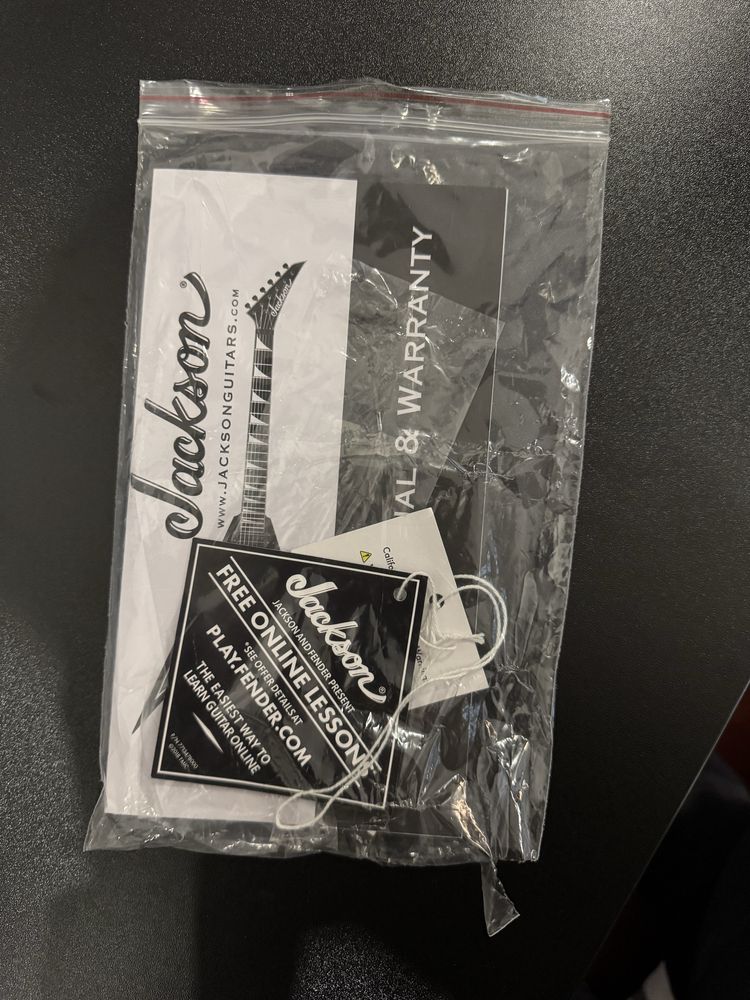 Jackson®
WWW.JACKSONGUITARS.COM
Jackson
& WARRANTY
Jackson®
JACKSON AND FENDER PRESENT
FREE ONLINE LESSONS
*SEE OFFER DETAILS AT
PLAY.FENDER.COM
THE EASIEST WAY TO
LEARN GUITAR ONLINE